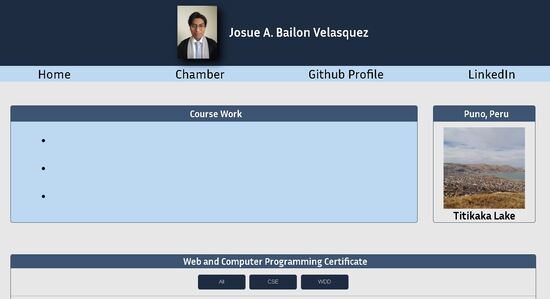 Josue A. Bailon Velasquez
Home Chamber Github Profile LinkedIn
Course Work
Puno, Peru
Titikaka Lake
Web and Computer Programming Certificate
All CSE WDD